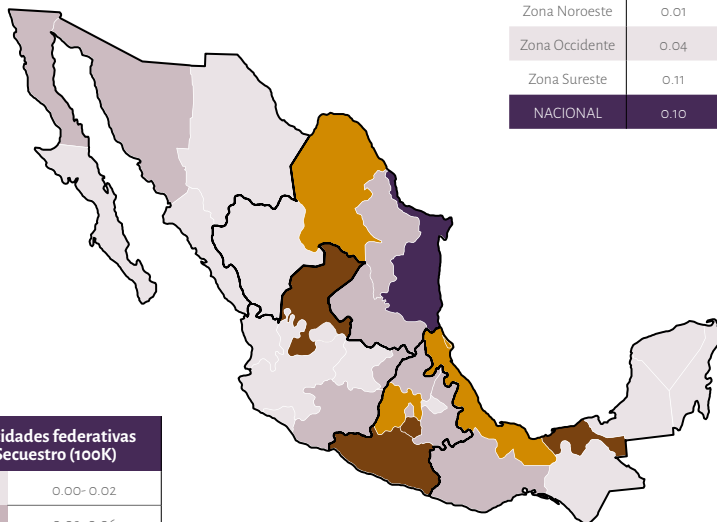 Zona Noroeste 0.01
Zona Occidente 0.04
Zona Sureste 0.11
NACIONAL 0.10
idades federativas
Secuestro (100K)
0.00- 0.02